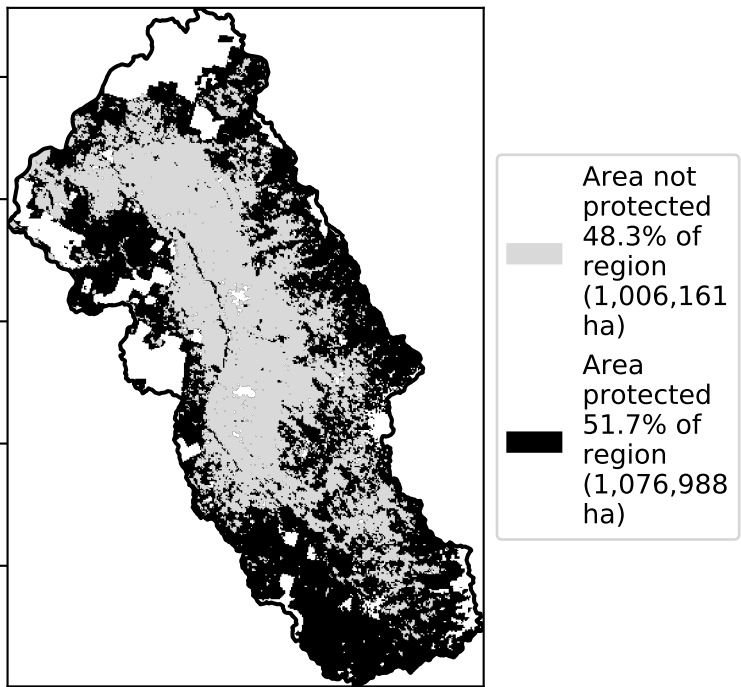 Area not
protected
48.3% of
region
(1,006,161
ha)
Area
protected
51.7% of
region
(1,076,988
ha)